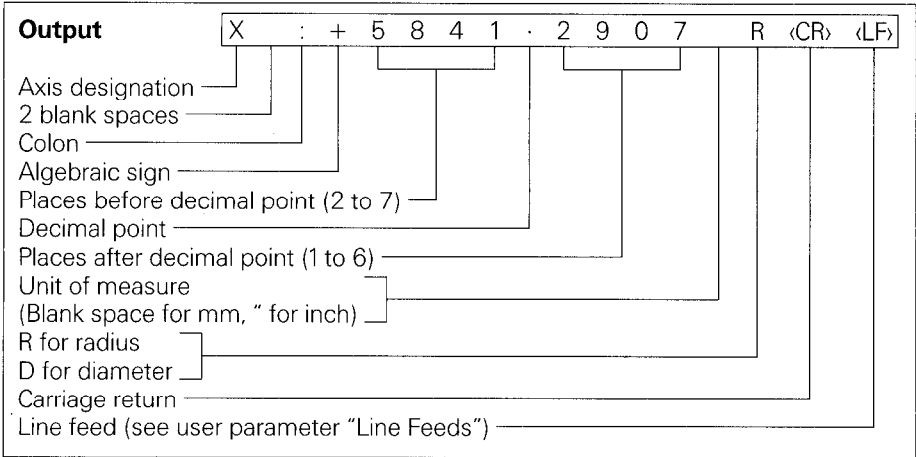 Output X : + 5 8 4 1 . 2 9 0 7 R ‹CR› ‹LF›
Axis designation
2 blank spaces
Colon
Algebraic sign
Places before decimal point (2 to 7)
Decimal point
Places after decimal point (1 to 6)
Unit of measure
(Blank space for mm, " for inch)
R for radius
D for diameter
Carriage return
Line feed (see user parameter "Line Feeds")